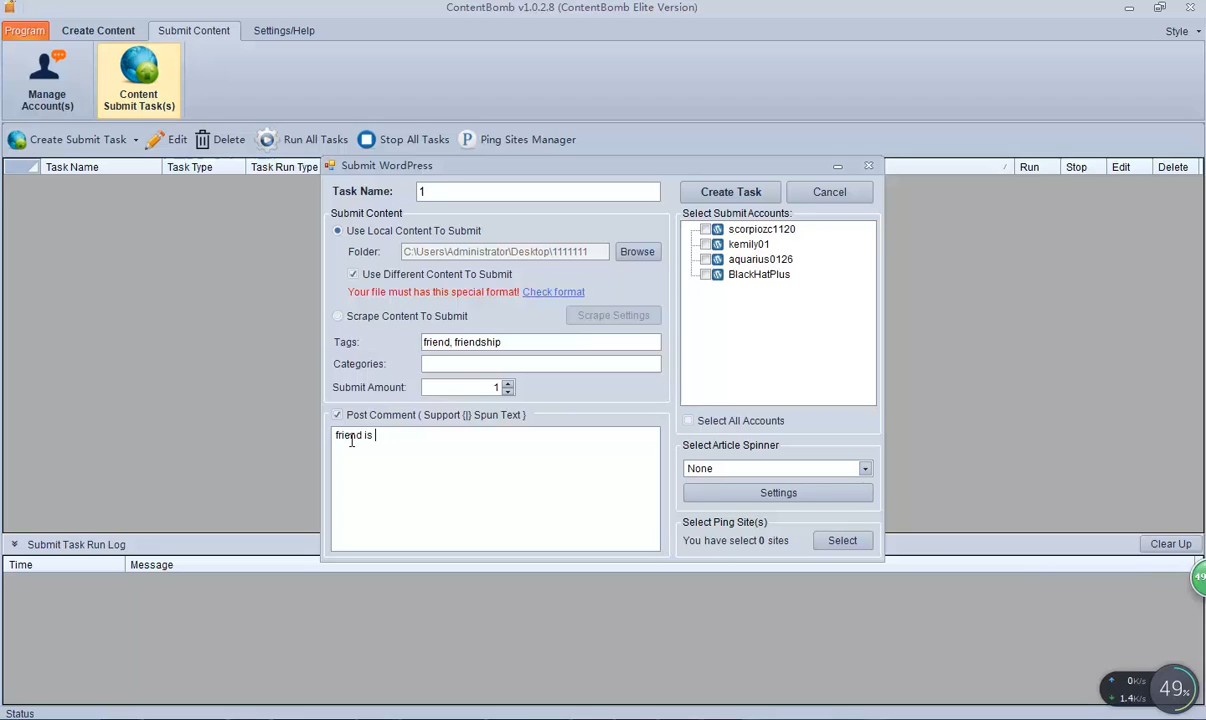 ContentBomb v1.0.2.8 (ContentBomb Elite Version)
Program Create Content Submit Content Settings/Help Style
Manage Account(s)
Content Submit Task(s)
Create Submit Task Edit Delete Run All Tasks Stop All Tasks P Ping Sites Manager
Task Name Task Type Task Run Type Run Stop Edit Delete
Submit WordPress
Task Name: 1 Create Task Cancel
Submit Content
Use Local Content To Submit
Folder: C:\Users\Administrator\Desktop\1111111 Browse
Use Different Content To Submit
Your file must has this special format! Check format
Scrape Content To Submit Scrape Settings
Tags: friend, friendship
Categories:
Submit Amount: 1
Post Comment ( Support {|} Spun Text }
friend is
Select Submit Accounts:
scorpiozc1120
kemily01
aquarius0126
BlackHatPlus
Select All Accounts
Select Article Spinner
None
Settings
Select Ping Site(s)
You have select 0 sites Select
Submit Task Run Log Clear Up
Time Message
49
0K/s
1.4K/s
49%
Status